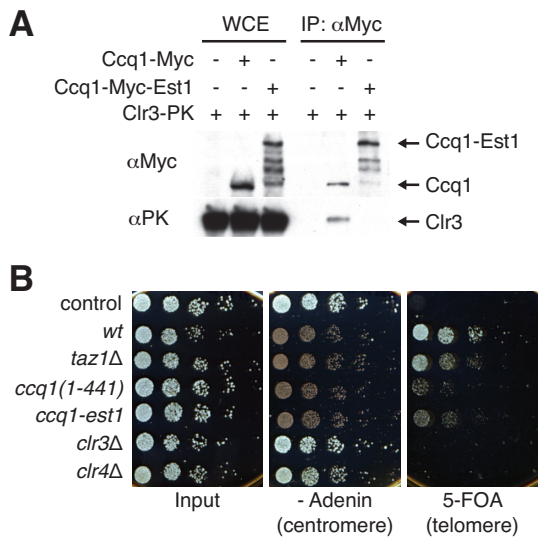 A
WCE IP: αMyc
Ccq1-Myc - + - - + -
Ccq1-Myc-Est1 - - + - - +
Clr3-PK + + + + + +
αMyc
Ccq1-Est1
Ccq1
αPK
Clr3
B
control
wt
taz1Δ
ccq1(1-441)
ccq1-est1
clr3Δ
clr4Δ
Input - Adenin 5-FOA
(centromere) (telomere)